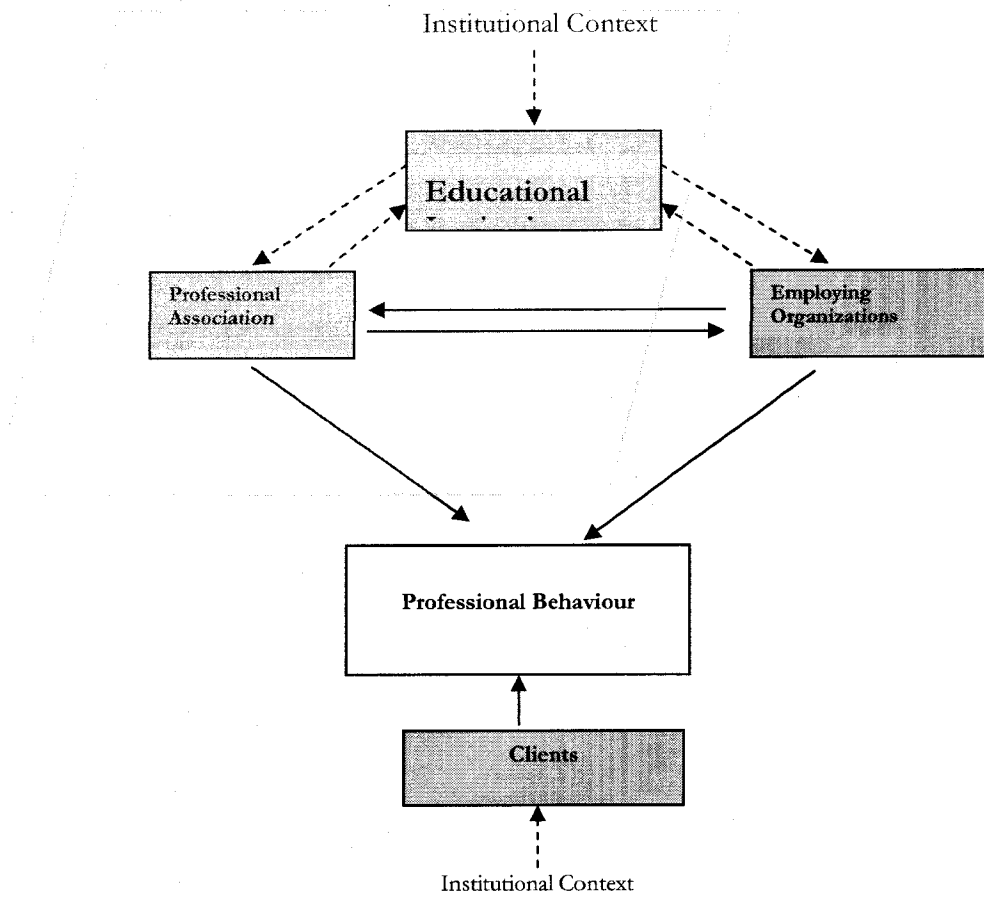 Institutional Context
Educational
Professional
Association
Employing
Organizations
Professional Behaviour
Clients
Institutional Context